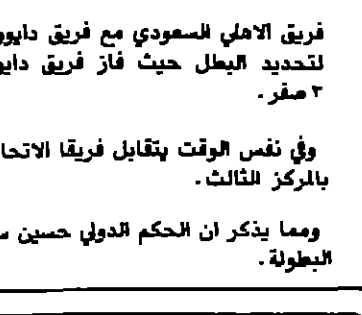 فريق الاهلي السعودي مع فريق دايوو
لتحديد البطل حيث فاز فريق دايو
٣ صفر .
وفي نفس الوقت يتقابل فريقا الاتحا
بالمركز الثالث .
ومما يذكر ان الحكم الدولي حسين س
البطولة .